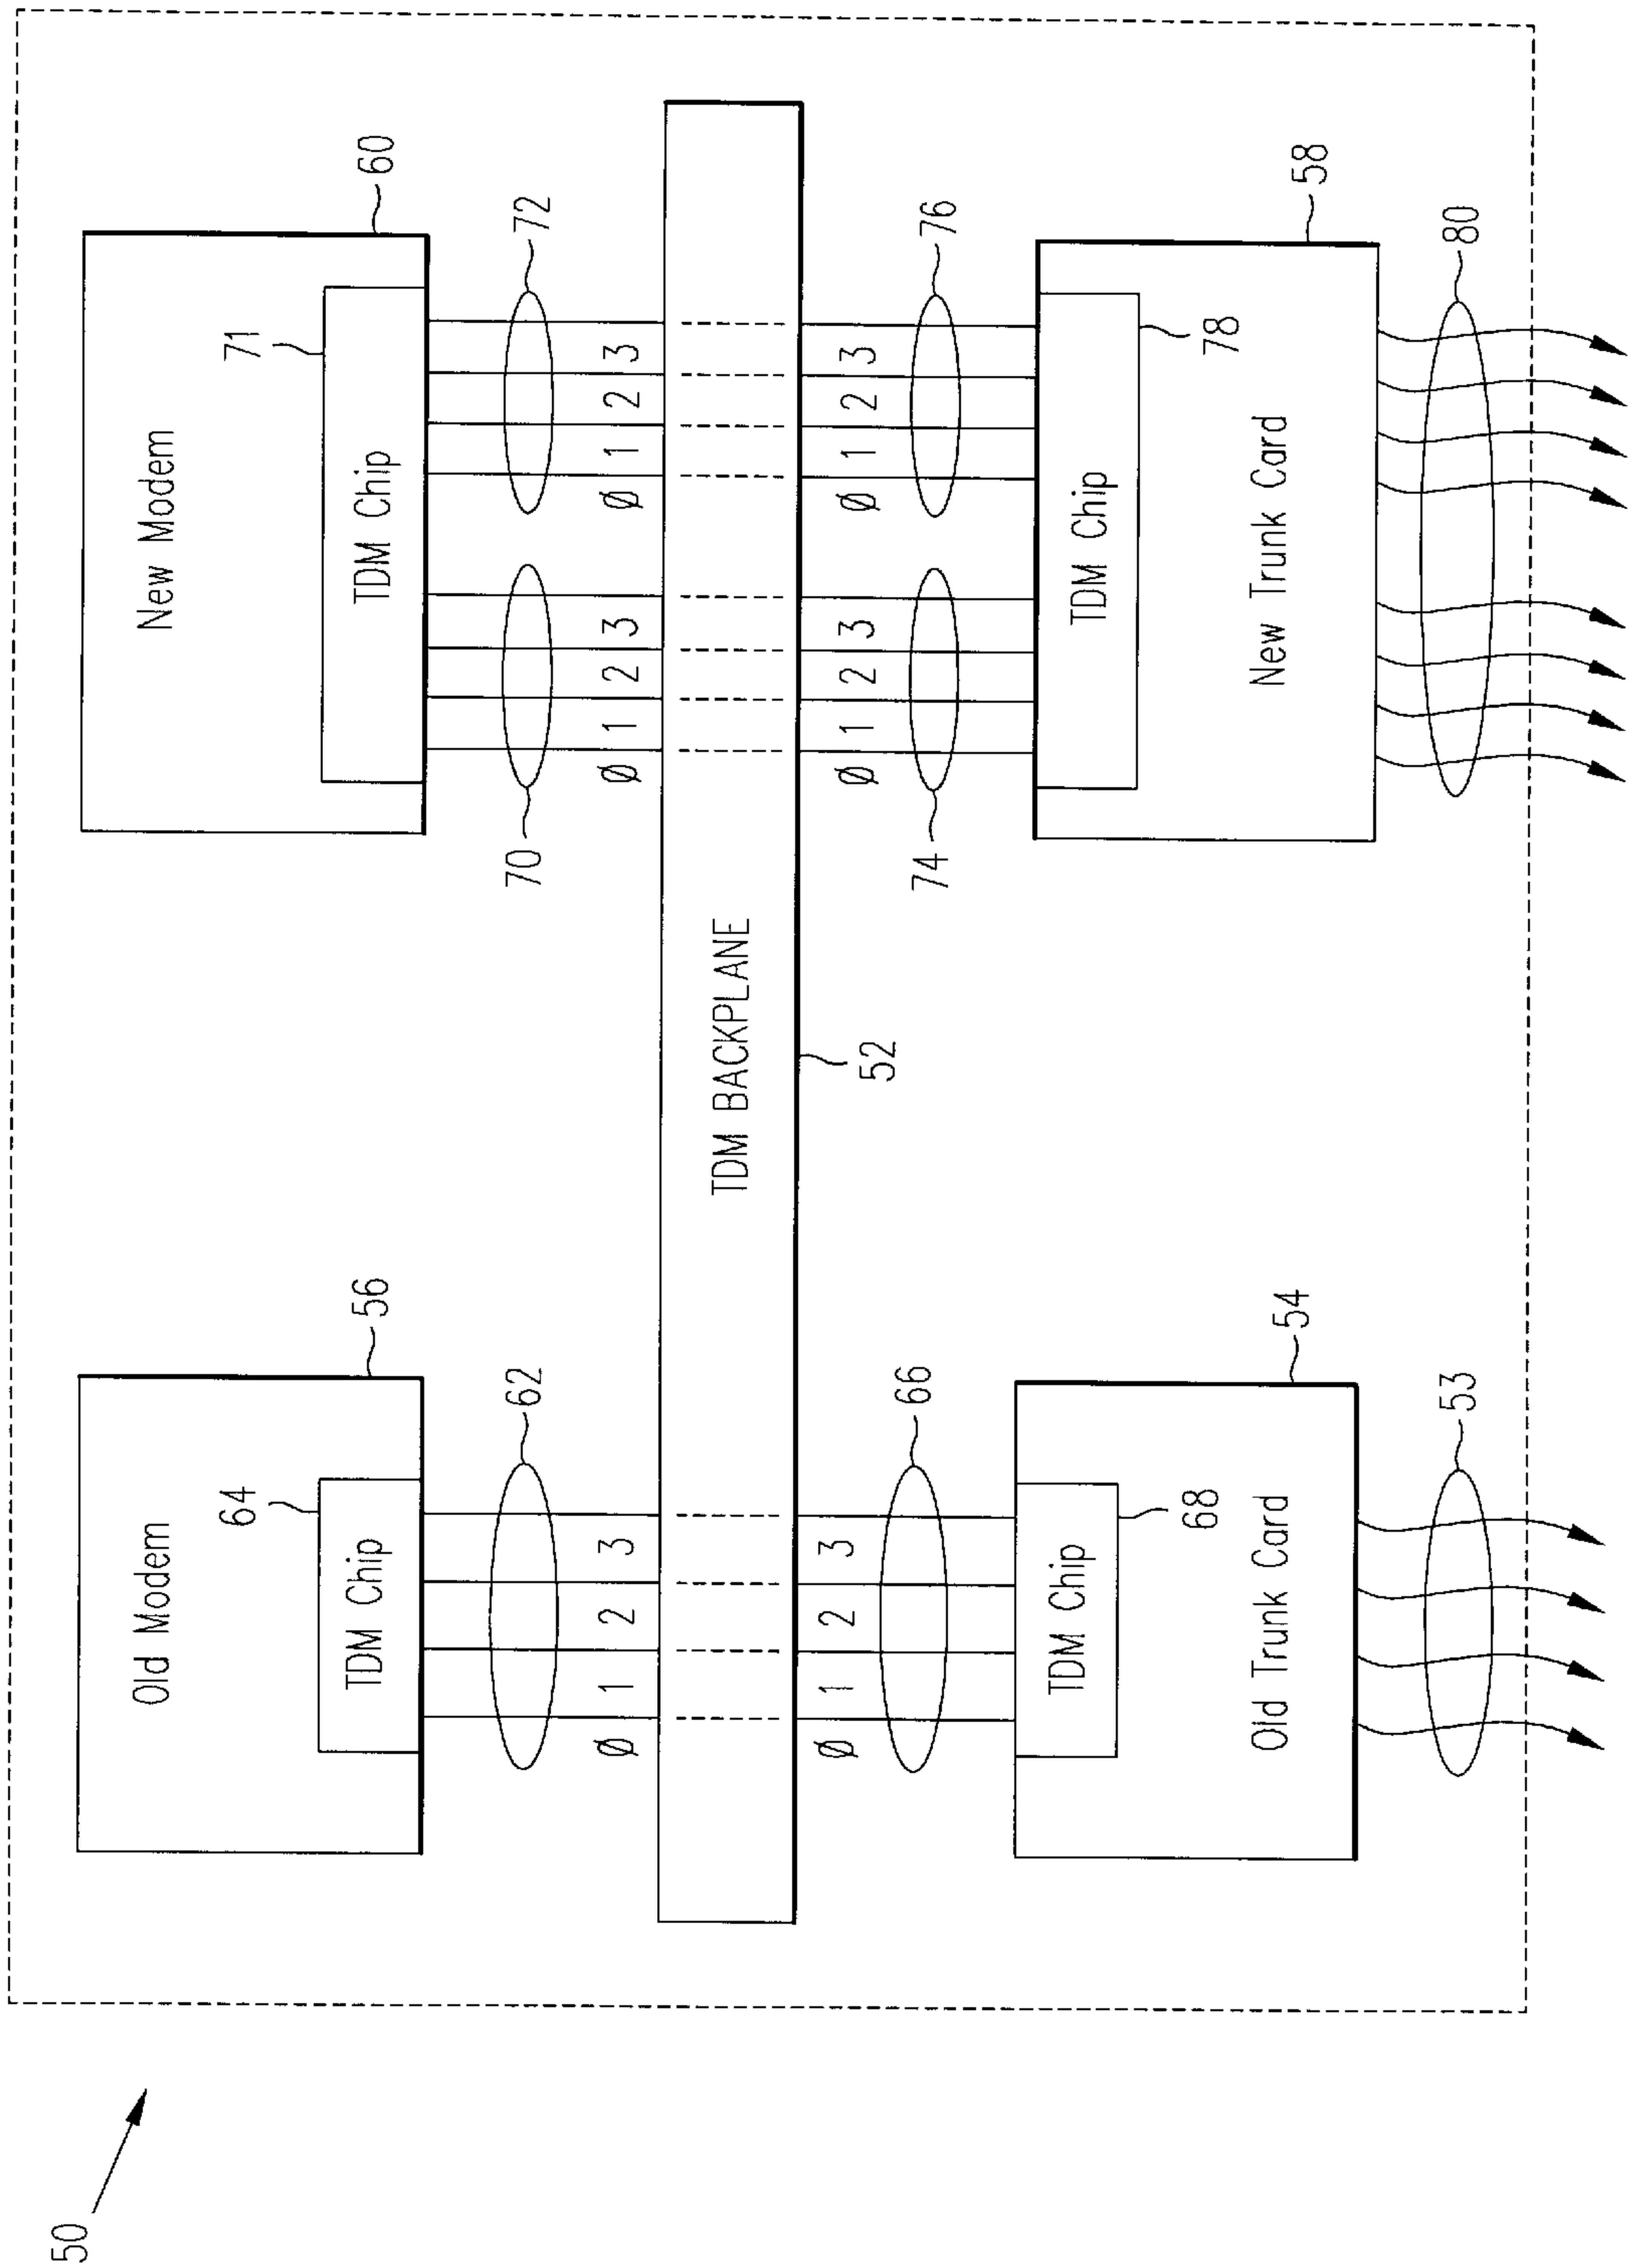 50
Old Modem
New Modem
64
71
TDM Chip
56
TDM Chip
60
62
70
72
Ø 1 2 3
Ø 1 2 3
Ø 1 2 3
TDM BACKPLANE
52
Ø 1 2 3
Ø 1 2 3
Ø 1 2 3
66
74
76
TDM Chip
TDM Chip
68
78
Old Trunk Card
54
New Trunk Card
58
53
80